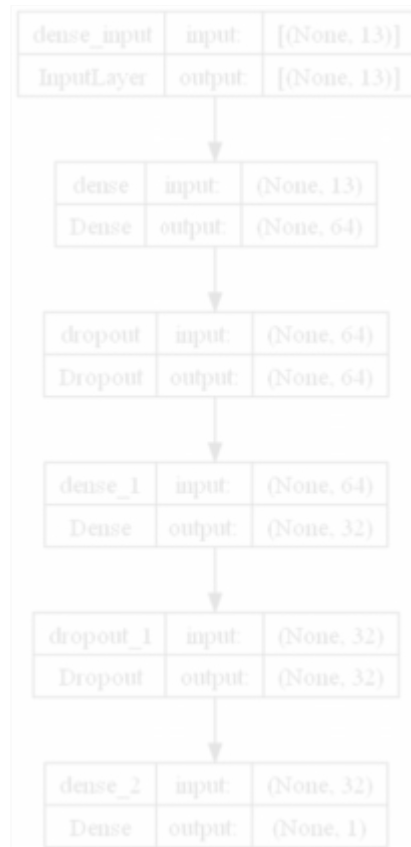 dense_input input: [(None, 13)]
InputLayer output: [(None, 13)]
dense input: (None, 13)
Dense output: (None, 64)
dropout input: (None, 64)
Dropout output: (None, 64)
dense_1 input: (None, 64)
Dense output: (None, 32)
dropout_1 input: (None, 32)
Dropout output: (None, 32)
dense_2 input: (None, 32)
Dense output: (None, 1)